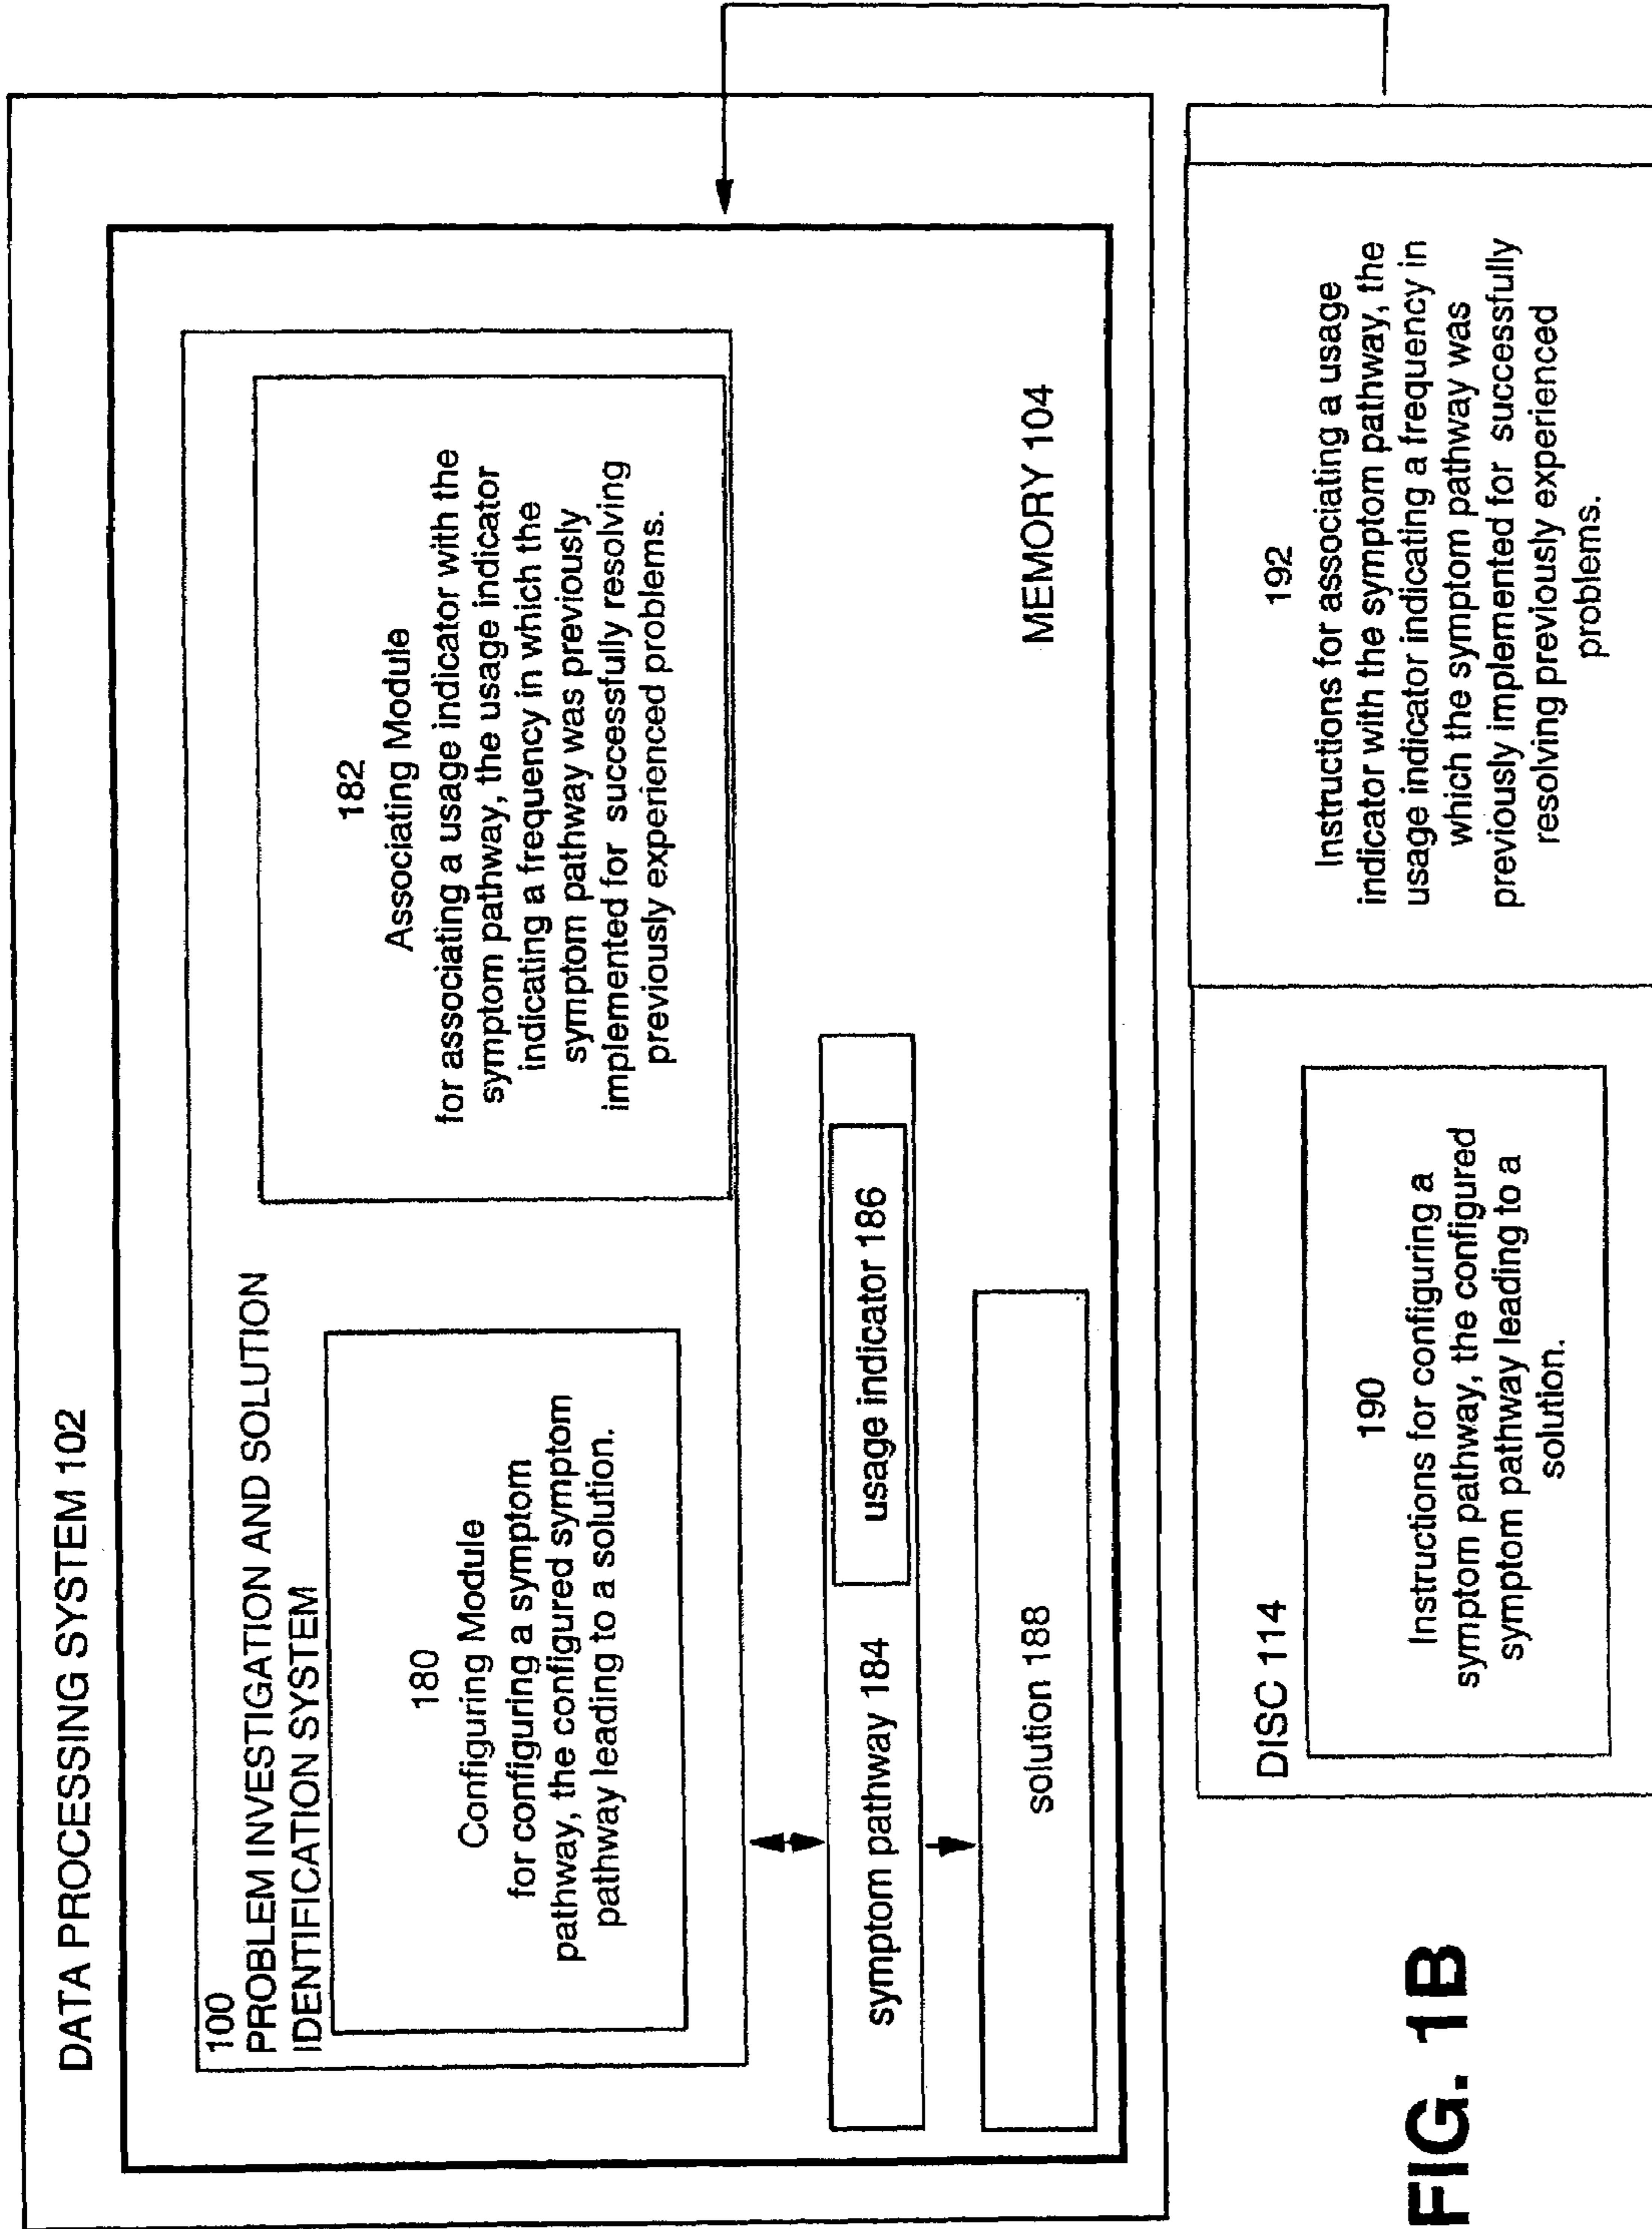 DATA PROCESSING SYSTEM 102
100
PROBLEM INVESTIGATION AND SOLUTION
IDENTIFICATION SYSTEM
180
Configuring Module
for configuring a symptom
pathway, the configured symptom
pathway leading to a solution.
182
Associating Module
for associating a usage indicator with the
symptom pathway, the usage indicator
indicating a frequency in which the
symptom pathway was previously
implemented for successfully resolving
previously experienced problems.
symptom pathway 184
usage indicator 186
solution 188
MEMORY 104
DISC 114
190
Instructions for configuring a
symptom pathway, the configured
symptom pathway leading to a
solution.
192
Instructions for associating a usage
indicator with the symptom pathway, the
usage indicator indicating a frequency in
which the symptom pathway was
previously implemented for successfully
resolving previously experienced
problems.
FIG. 1B